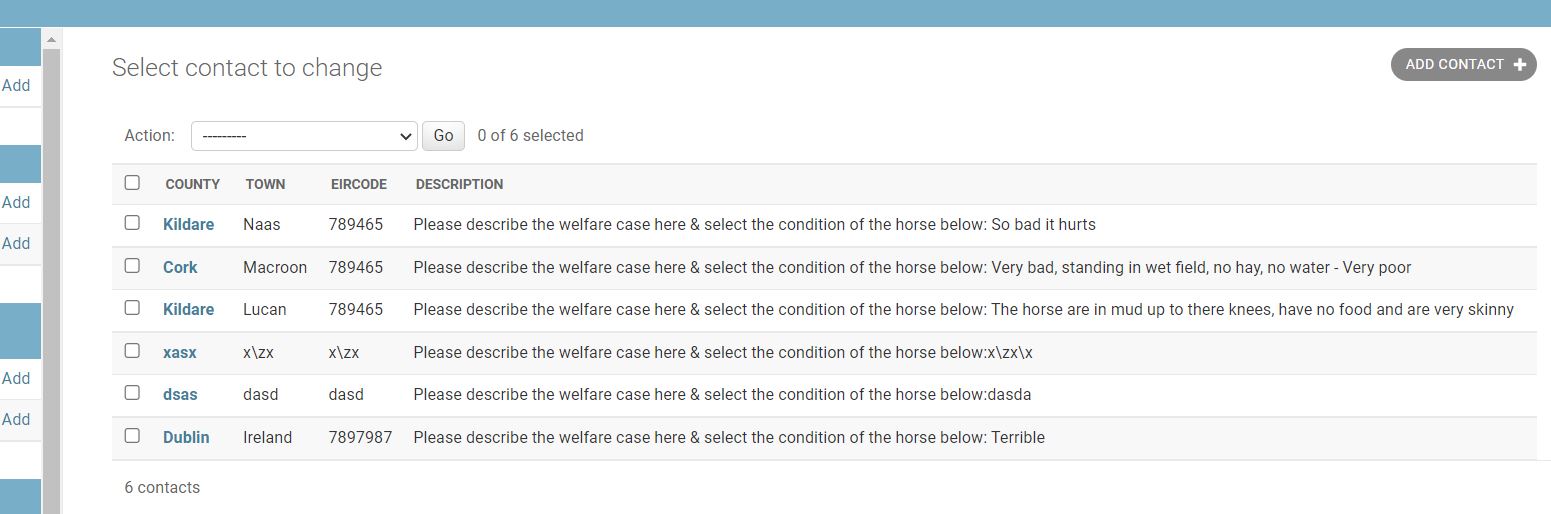 Select contact to change
ADD CONTACT +
Add
Action: --------- Go 0 of 6 selected
COUNTY TOWN EIRCODE DESCRIPTION
Add
Kildare Naas 789465 Please describe the welfare case here & select the condition of the horse below: So bad it hurts
Add
Cork Macroon 789465 Please describe the welfare case here & select the condition of the horse below: Very bad, standing in wet field, no hay, no water - Very poor
Kildare Lucan 789465 Please describe the welfare case here & select the condition of the horse below: The horse are in mud up to there knees, have no food and are very skinny
xasx x\zx x\zx Please describe the welfare case here & select the condition of the horse below:x\zx\x
Add
dsas dasd dasd Please describe the welfare case here & select the condition of the horse below:dasda
Add
Dublin Ireland 7897987 Please describe the welfare case here & select the condition of the horse below: Terrible
6 contacts